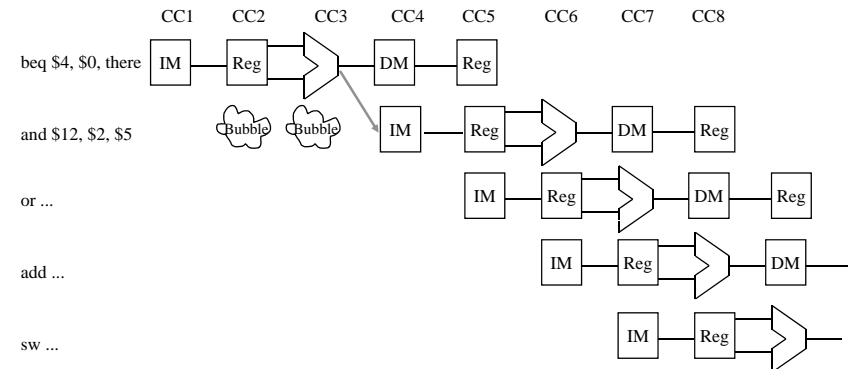 CC1 CC2 CC3 CC4 CC5 CC6 CC7 CC8
beq $4, $0, there IM Reg DM Reg
and $12, $2, $5 Bubble Bubble IM Reg DM Reg
or ... IM Reg DM Reg
add ... IM Reg DM
sw ... IM Reg